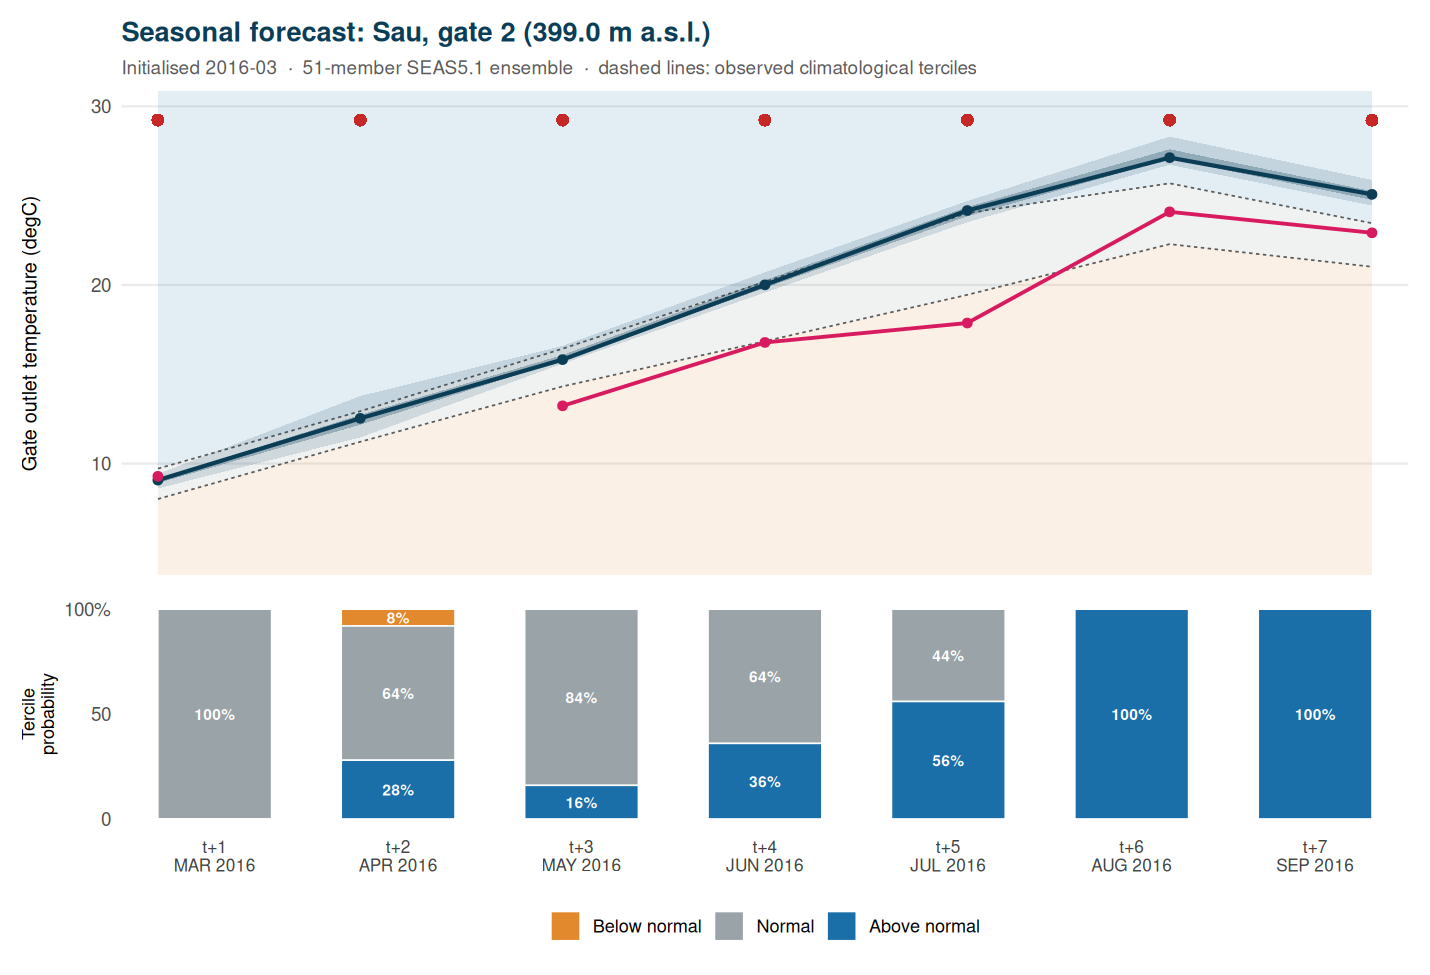 Seasonal forecast: Sau, gate 2 (399.0 m a.s.l.)
Initialised 2016-03 · 51-member SEAS5.1 ensemble · dashed lines: observed climatological terciles
Gate outlet temperature (degC)
30
20
10
Tercile
probability
100%
50
0
100%
8%
64%
28%
84%
16%
64%
36%
44%
56%
100%
100%
t+1
MAR 2016
t+2
APR 2016
t+3
MAY 2016
t+4
JUN 2016
t+5
JUL 2016
t+6
AUG 2016
t+7
SEP 2016
Below normal
Normal
Above normal